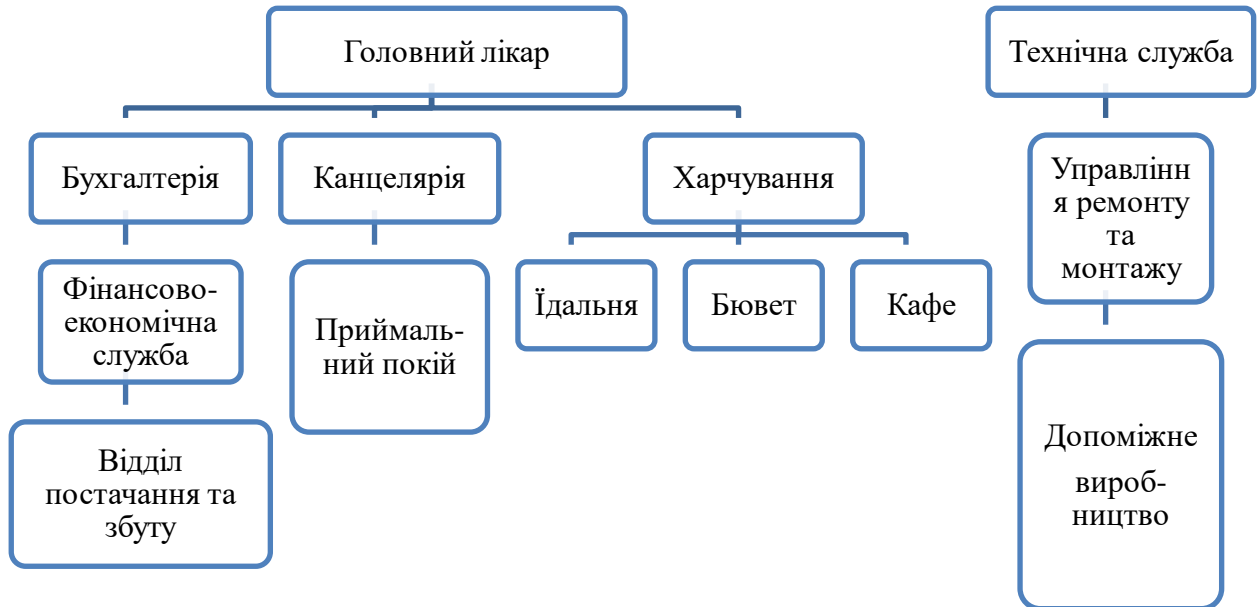 Головний лікар
Технічна служба
Бухгалтерія
Канцелярія
Харчування
Управлінн
я ремонту
та
монтажу
Фінансово-
економічна
служба
Приймаль-
ний покій
Їдальня
Бювет
Кафе
Відділ
постачання та
збуту
Допоміжне
вироб-
ництво